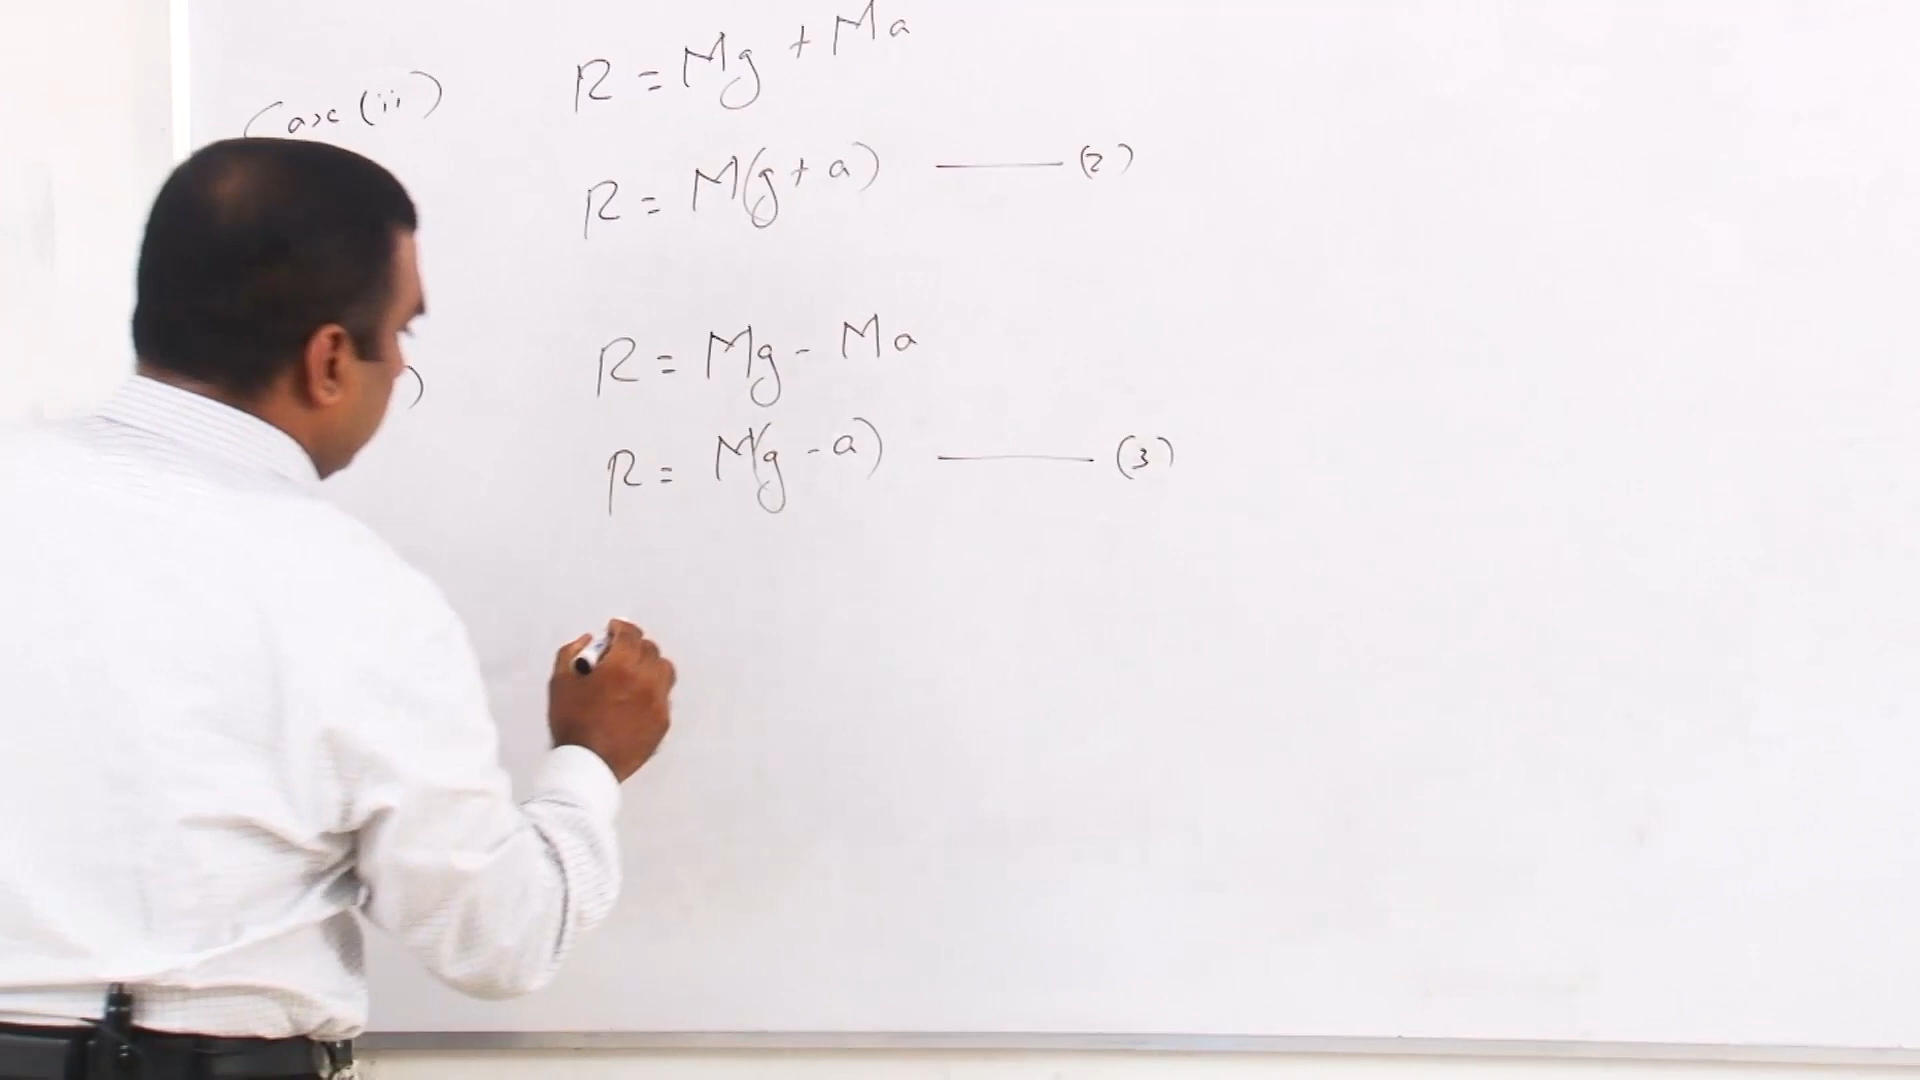 Case (ii) R = Mg + Ma
R = M(g + a) —— (2)
) R = Mg - Ma
R = M(g - a) —— (3)